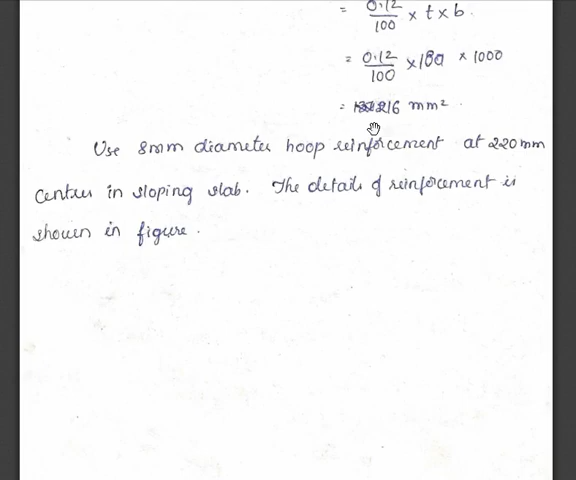 = 0.12/100 × t × b.
= 0.12/100 × 180 × 1000
= 216 mm²
Use 8mm diameter hoop reinforcement at 220mm
centres in sloping slab. The details of reinforcement is
shown in figure.